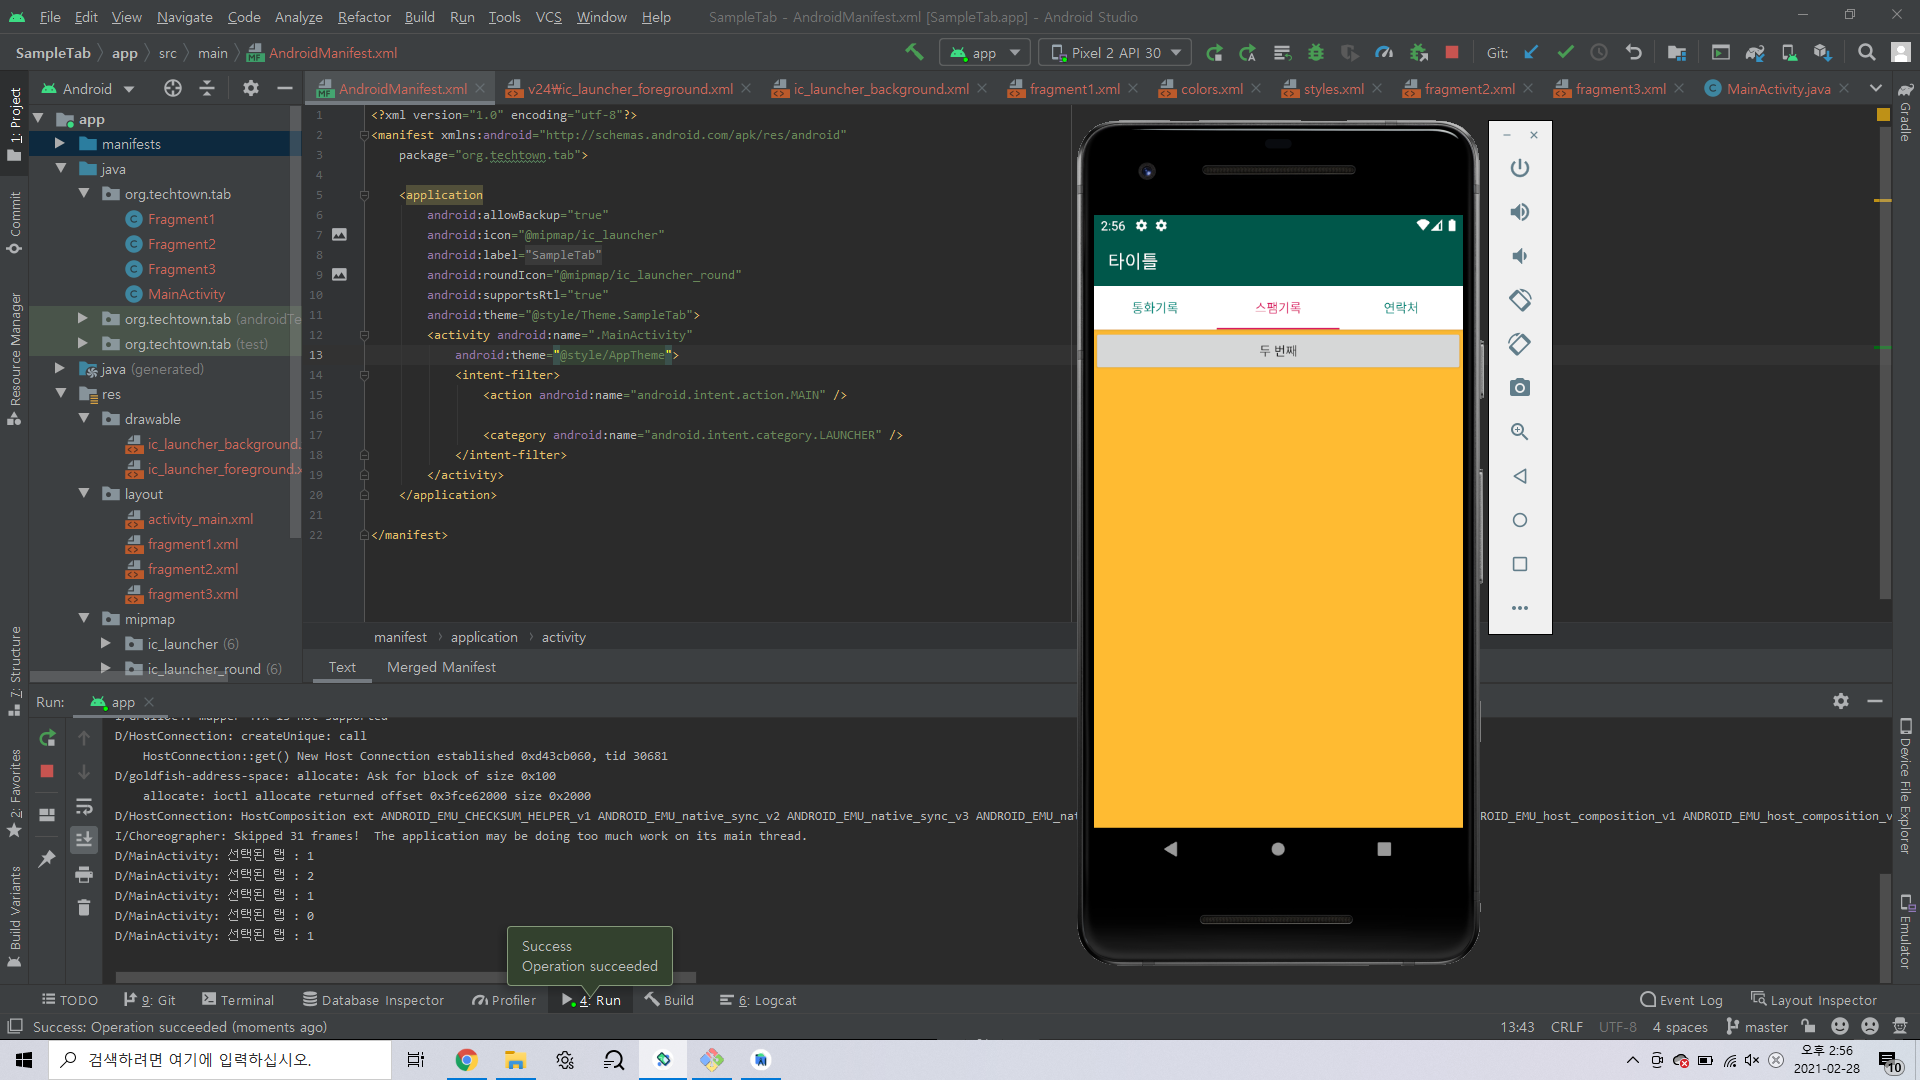 File Edit View Navigate Code Analyze Refactor Build Run Tools VCS Window Help SampleTab - AndroidManifest.xml [SampleTab.app] - Android Studio
SampleTab app src main AndroidManifest.xml app Pixel 2 API 30 Git:
Android AndroidManifest.xml v24₩ic_launcher_foreground.xml ic_launcher_background.xml fragment1.xml colors.xml styles.xml fragment2.xml fragment3.xml MainActivity.java
1: Project
Commit
Resource Manager
7: Structure
2: Favorites
Build Variants
app
manifests
java
org.techtown.tab
Fragment1
Fragment2
Fragment3
MainActivity
org.techtown.tab (androidTe
org.techtown.tab (test)
java (generated)
res
drawable
ic_launcher_background.
ic_launcher_foreground.x
layout
activity_main.xml
fragment1.xml
fragment2.xml
fragment3.xml
mipmap
ic_launcher (6)
ic_launcher_round (6)
1 <?xml version="1.0" encoding="utf-8"?>
2 <manifest xmlns:android="http://schemas.android.com/apk/res/android"
3 package="org.techtown.tab">
4
5 <application
6 android:allowBackup="true"
7 android:icon="@mipmap/ic_launcher"
8 android:label="SampleTab"
9 android:roundIcon="@mipmap/ic_launcher_round"
10 android:supportsRtl="true"
11 android:theme="@style/Theme.SampleTab">
12 <activity android:name=".MainActivity"
13 android:theme="@style/AppTheme">
14 <intent-filter>
15 <action android:name="android.intent.action.MAIN" />
16
17 <category android:name="android.intent.category.LAUNCHER" />
18 </intent-filter>
19 </activity>
20 </application>
21
22 </manifest>
manifest application activity
Text Merged Manifest
2:56
타이틀
통화기록 스팸기록 연락처
두 번째
Gradle
Device File Explorer
Emulator
Run: app
D/HostConnection: createUnique: call
HostConnection::get() New Host Connection established 0xd43cb060, tid 30681
D/goldfish-address-space: allocate: Ask for block of size 0x100
allocate: ioctl allocate returned offset 0x3fce62000 size 0x2000
D/HostConnection: HostComposition ext ANDROID_EMU_CHECKSUM_HELPER_v1 ANDROID_EMU_native_sync_v2 ANDROID_EMU_native_sync_v3 ANDROID_EMU_nat ROID_EMU_host_composition_v1 ANDROID_EMU_host_composition_v
I/Choreographer: Skipped 31 frames! The application may be doing too much work on its main thread.
D/MainActivity: 선택된 탭 : 1
D/MainActivity: 선택된 탭 : 2
D/MainActivity: 선택된 탭 : 1
D/MainActivity: 선택된 탭 : 0
D/MainActivity: 선택된 탭 : 1
Success
Operation succeeded
TODO 9: Git Terminal Database Inspector Profiler 4: Run Build 6: Logcat Event Log Layout Inspector
Success: Operation succeeded (moments ago) 13:43 CRLF UTF-8 4 spaces master
검색하려면 여기에 입력하십시오.
오후 2:56
2021-02-28
10